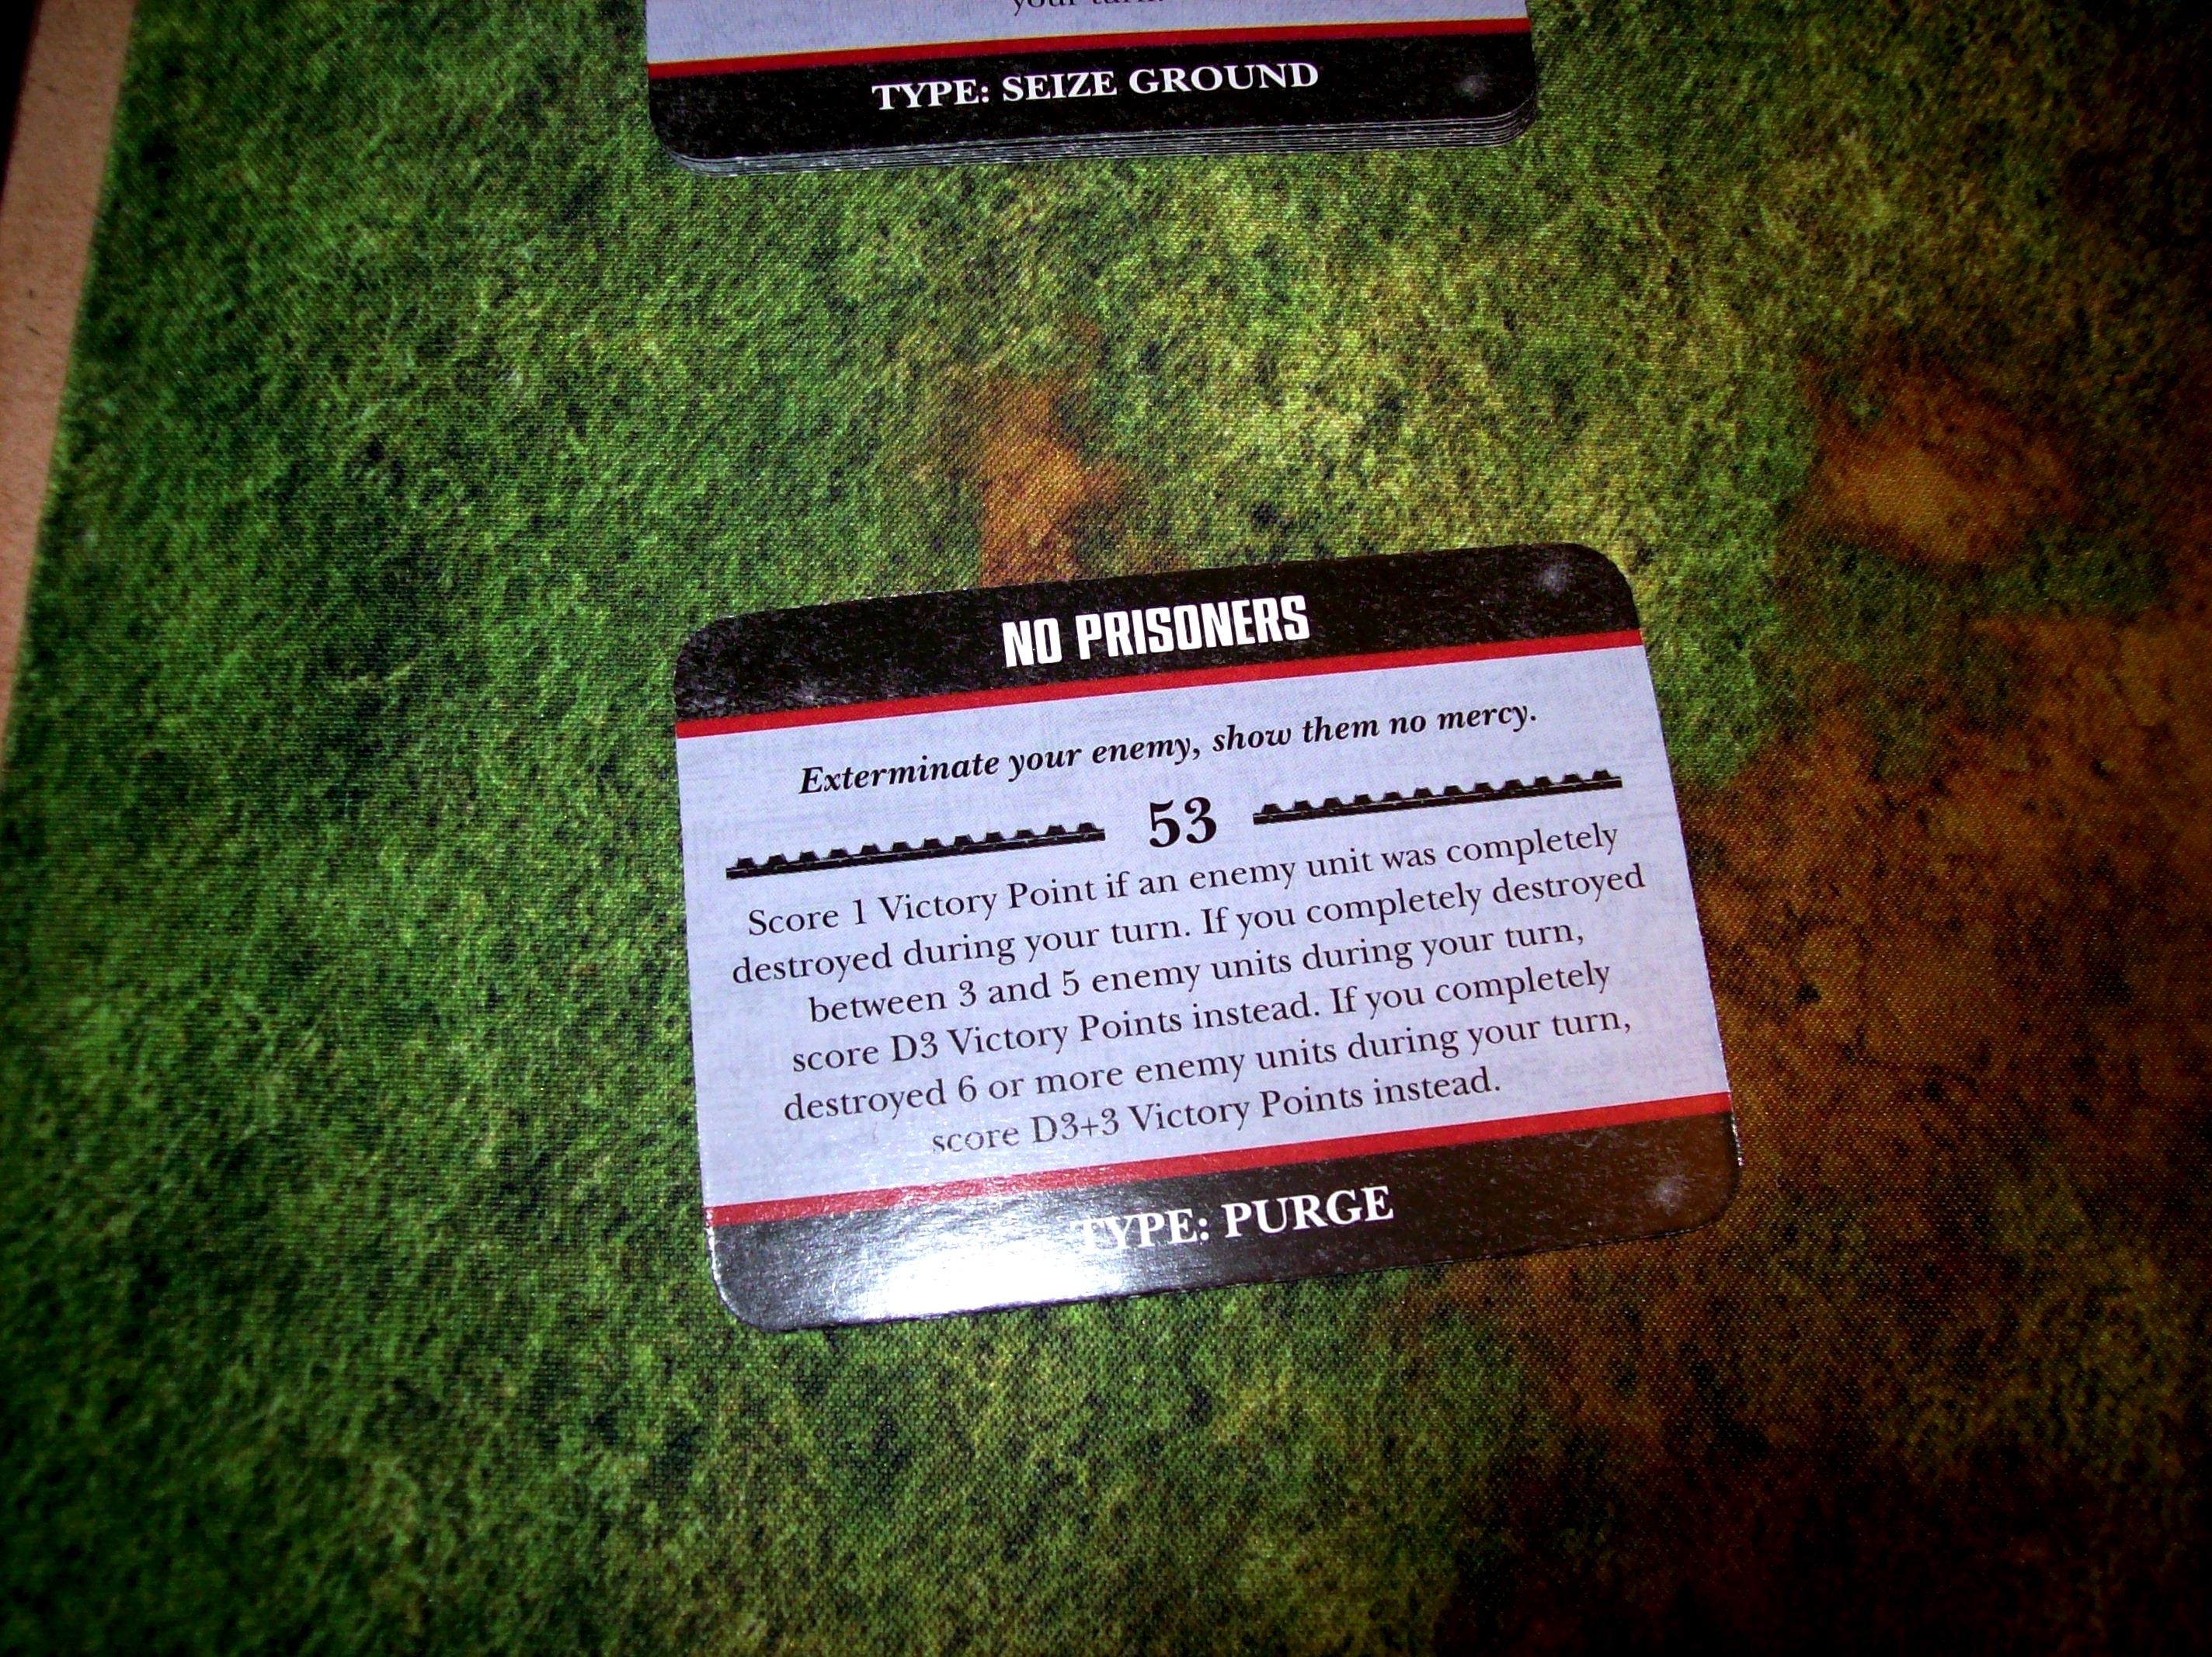 your turn.
TYPE: SEIZE GROUND
NO PRISONERS
Exterminate your enemy, show them no mercy.
53
Score 1 Victory Point if an enemy unit was completely
destroyed during your turn. If you completely destroyed
between 3 and 5 enemy units during your turn,
score D3 Victory Points instead. If you completely
destroyed 6 or more enemy units during your turn,
score D3+3 Victory Points instead.
TYPE: PURGE